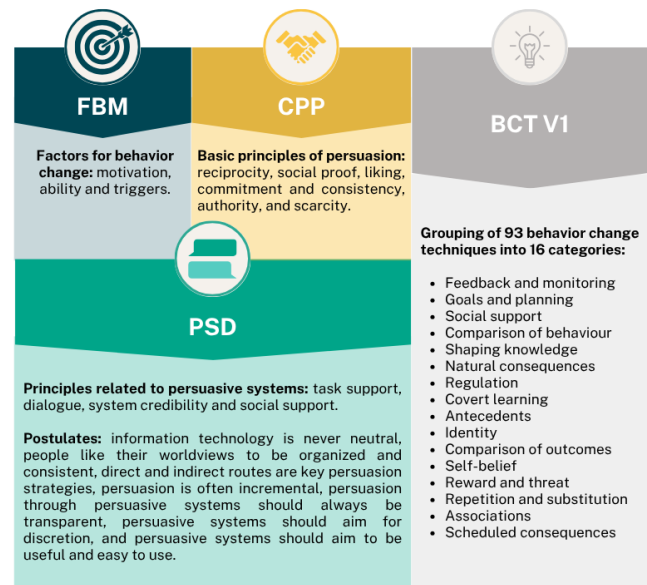 FBM
Factors for behavior
change: motivation,
ability and triggers.
CPP
Basic principles of persuasion:
reciprocity, social proof, liking,
commitment and consistency,
authority, and scarcity.
PSD
Principles related to persuasive systems: task support,
dialogue, system credibility and social support.
Postulates: information technology is never neutral,
people like their worldviews to be organized and
consistent, direct and indirect routes are key persuasion
strategies, persuasion is often incremental, persuasion
through persuasive systems should always be
transparent, persuasive systems should aim for
discretion, and persuasive systems should aim to be
useful and easy to use.
BCT V1
Grouping of 93 behavior change
techniques into 16 categories:
• Feedback and monitoring
• Goals and planning
• Social support
• Comparison of behaviour
• Shaping knowledge
• Natural consequences
• Regulation
• Covert learning
• Antecedents
• Identity
• Comparison of outcomes
• Self-belief
• Reward and threat
• Repetition and substitution
• Associations
• Scheduled consequences